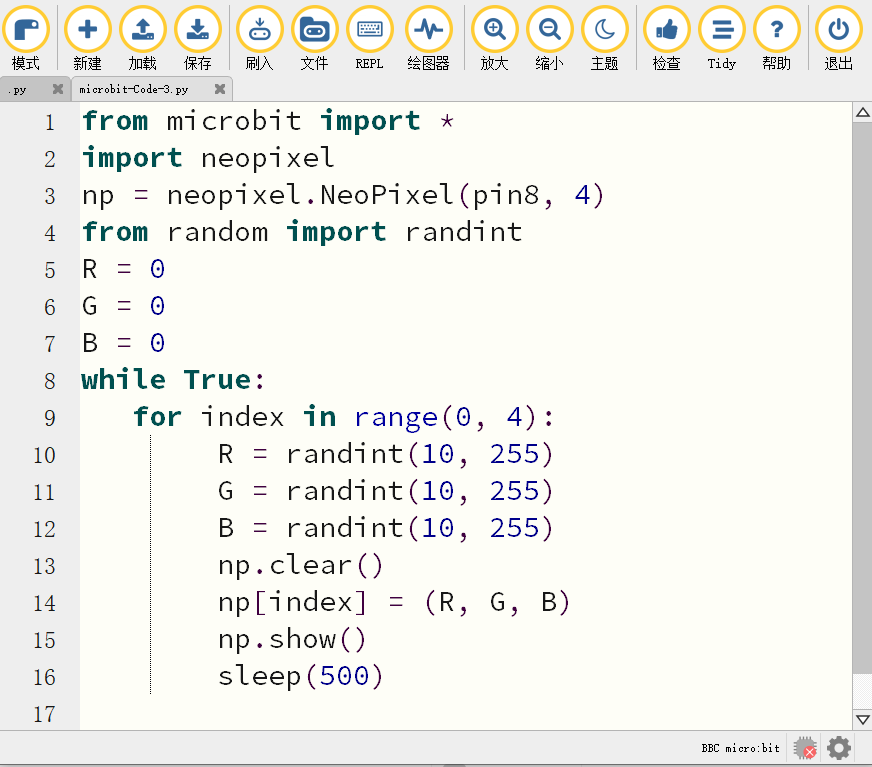 模式 新建 加载 保存 刷入 文件 REPL 绘图器 放大 缩小 主题 检查 Tidy 帮助 退出
.py microbit-Code-3.py
1 from microbit import *
2 import neopixel
3 np = neopixel.NeoPixel(pin8, 4)
4 from random import randint
5 R = 0
6 G = 0
7 B = 0
8 while True:
9    for index in range(0, 4):
10         R = randint(10, 255)
11         G = randint(10, 255)
12         B = randint(10, 255)
13         np.clear()
14         np[index] = (R, G, B)
15         np.show()
16         sleep(500)
17
BBC micro:bit